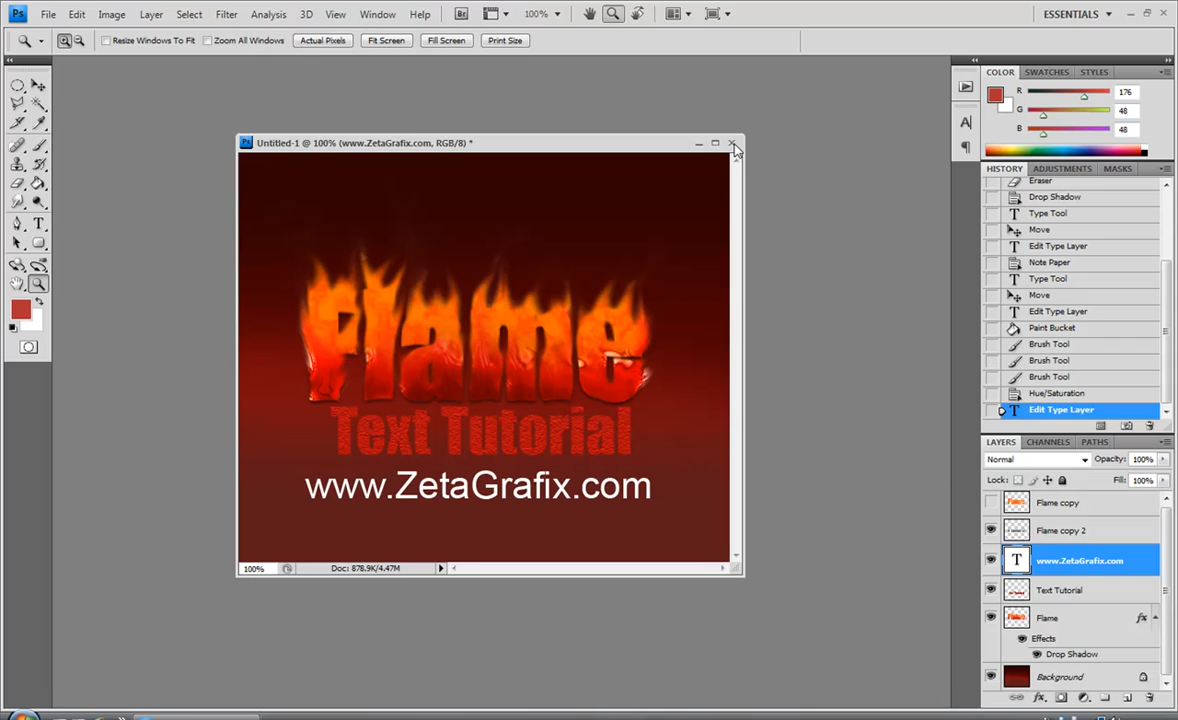 Ps File Edit Image Layer Select Filter Analysis 3D View Window Help Br 100% ESSENTIALS
Resize Windows To Fit Zoom All Windows Actual Pixels Fit Screen Fill Screen Print Size
COLOR SWATCHES STYLES
R 176
G 48
B 48
Untitled-1 @ 100% (www.ZetaGrafix.com, RGB/8) *
Flame
Text Tutorial
www.ZetaGrafix.com
100% Doc: 878.9K/4.47M
HISTORY ADJUSTMENTS MASKS
Eraser
Drop Shadow
Type Tool
Move
Edit Type Layer
Note Paper
Type Tool
Move
Edit Type Layer
Paint Bucket
Brush Tool
Brush Tool
Brush Tool
Hue/Saturation
Edit Type Layer
LAYERS CHANNELS PATHS
Normal Opacity: 100%
Lock: Fill: 100%
Flame copy
Flame copy 2
T www.ZetaGrafix.com
Text Tutorial
Flame fx
Effects
Drop Shadow
Background